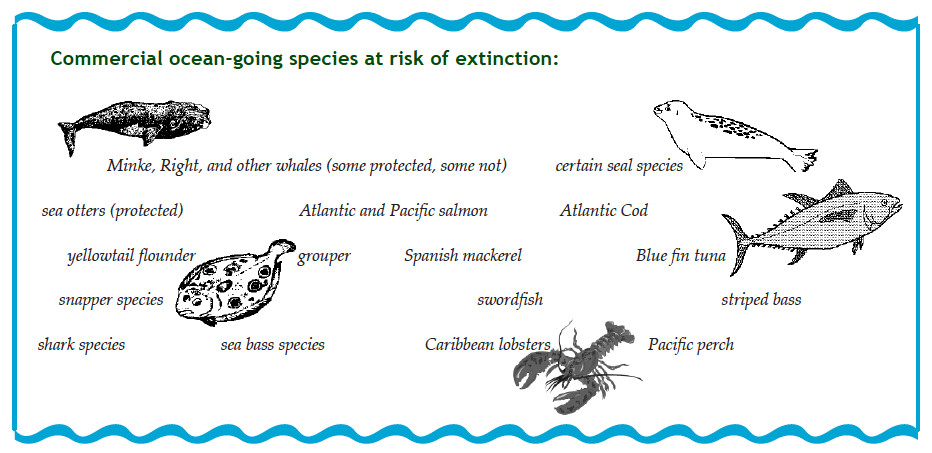 Commercial ocean-going species at risk of extinction:
Minke, Right, and other whales (some protected, some not) certain seal species
sea otters (protected) Atlantic and Pacific salmon Atlantic Cod
yellowtail flounder grouper Spanish mackerel Blue fin tuna
snapper species swordfish striped bass
shark species sea bass species Caribbean lobsters Pacific perch